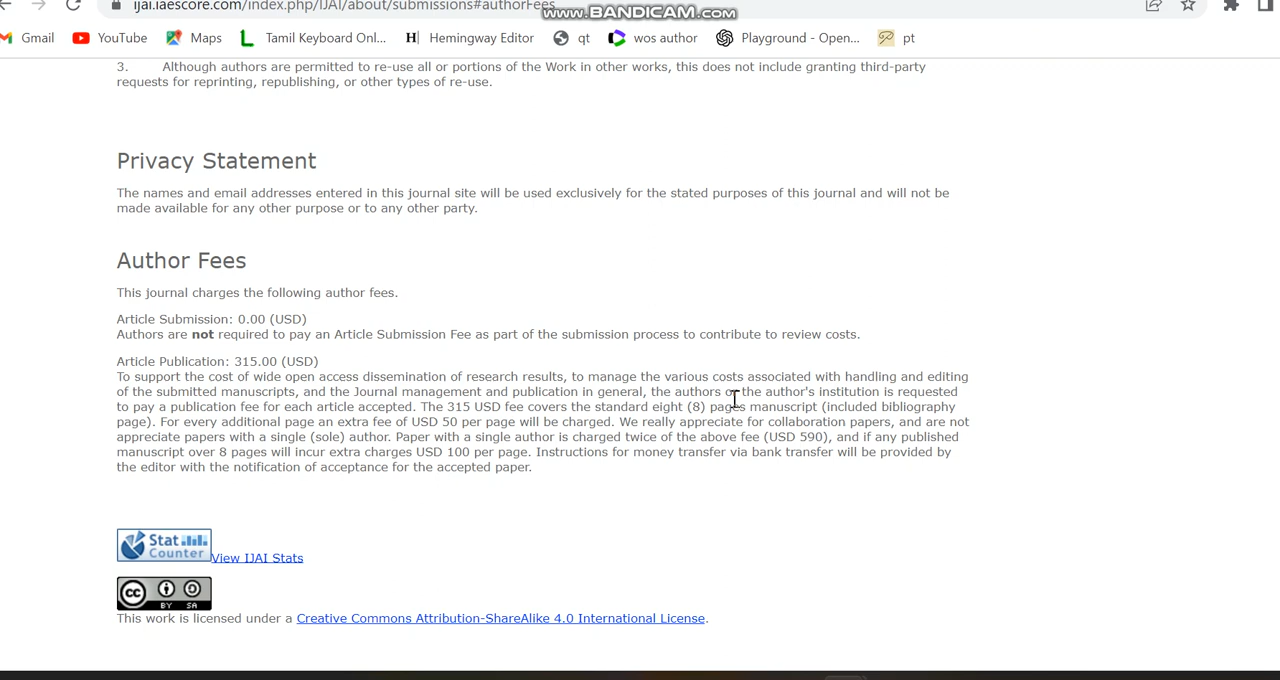 ijai.iaescore.com/index.php/IJAI/about/submissions#authorFees
www.BANDICAM.com
Gmail YouTube Maps Tamil Keyboard Onl... Hemingway Editor qt wos author Playground - Open... pt
3. Although authors are permitted to re-use all or portions of the Work in other works, this does not include granting third-party
requests for reprinting, republishing, or other types of re-use.
Privacy Statement
The names and email addresses entered in this journal site will be used exclusively for the stated purposes of this journal and will not be
made available for any other purpose or to any other party.
Author Fees
This journal charges the following author fees.
Article Submission: 0.00 (USD)
Authors are not required to pay an Article Submission Fee as part of the submission process to contribute to review costs.
Article Publication: 315.00 (USD)
To support the cost of wide open access dissemination of research results, to manage the various costs associated with handling and editing
of the submitted manuscripts, and the Journal management and publication in general, the authors or the author's institution is requested
to pay a publication fee for each article accepted. The 315 USD fee covers the standard eight (8) pages manuscript (included bibliography
page). For every additional page an extra fee of USD 50 per page will be charged. We really appreciate for collaboration papers, and are not
appreciate papers with a single (sole) author. Paper with a single author is charged twice of the above fee (USD 590), and if any published
manuscript over 8 pages will incur extra charges USD 100 per page. Instructions for money transfer via bank transfer will be provided by
the editor with the notification of acceptance for the accepted paper.
Stat
Counter View IJAI Stats
cc BY SA
This work is licensed under a Creative Commons Attribution-ShareAlike 4.0 International License.